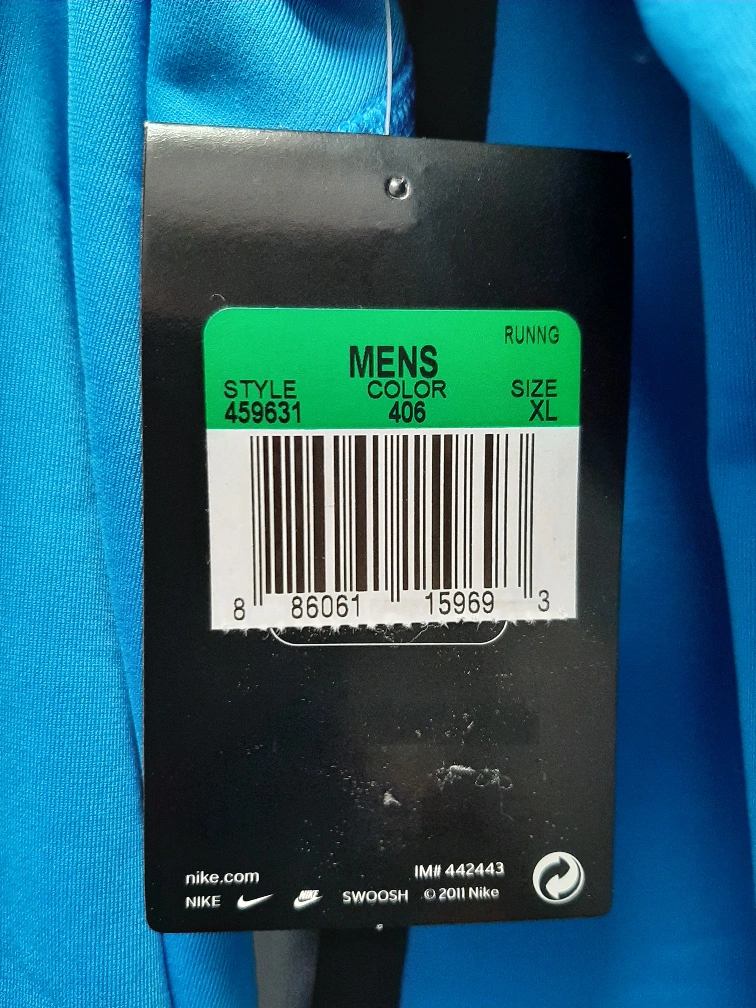 RUNNG
MENS
STYLE COLOR SIZE
459631 406 XL
8 86061 15969 3
nike.com IM# 442443
NIKE NIKE SWOOSH © 2011 Nike